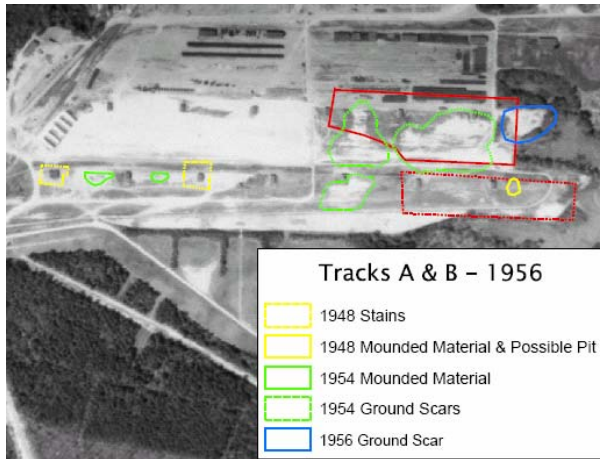 Tracks A & B – 1956
1948 Stains
1948 Mounded Material & Possible Pit
1954 Mounded Material
1954 Ground Scars
1956 Ground Scar